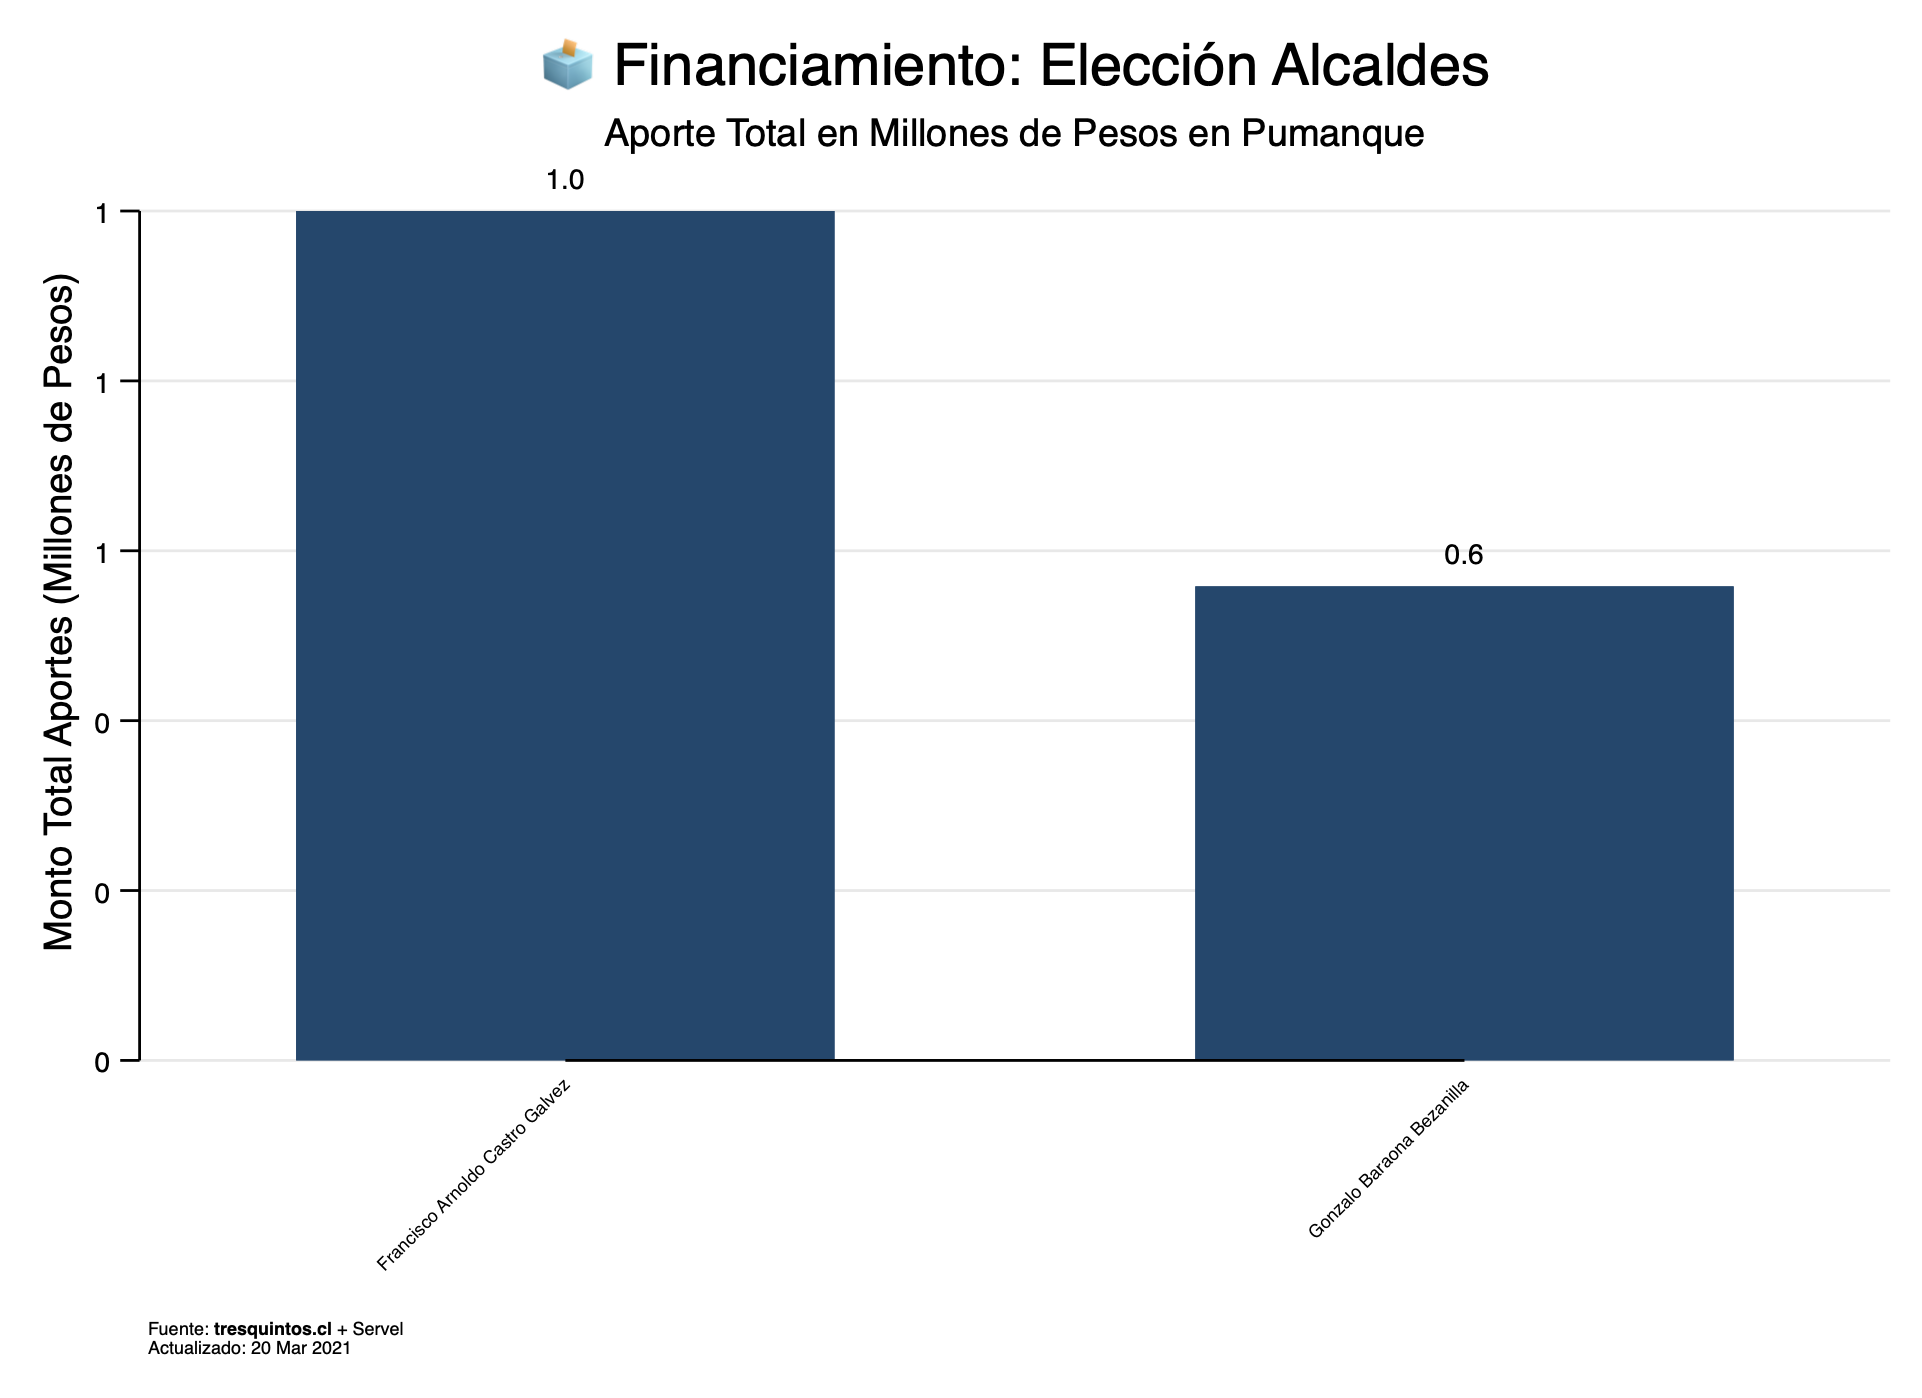 Financiamiento: Elección Alcaldes
Aporte Total en Millones de Pesos en Pumanque
Monto Total Aportes (Millones de Pesos)
1
1
1
0
0
0
1.0
0.6
Francisco Arnoldo Castro Galvez
Gonzalo Baraona Bezanilla
Fuente: tresquintos.cl + Servel
Actualizado: 20 Mar 2021